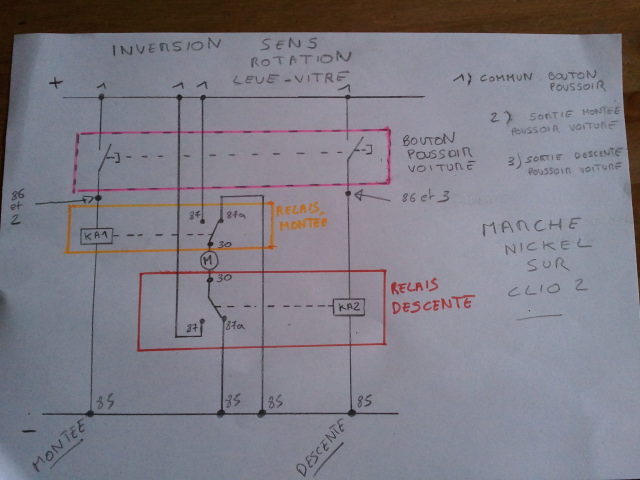 INVERSION SENS
ROTATION
LEVE-VITRE
+ 1 1 1 1
1) COMMUN BOUTON
POUSSOIR
2) SORTIE MONTÉE
POUSSOIR VOITURE
3) SORTIE DESCENTE
POUSSOIR VOITURE
BOUTON
POUSSOIR
VOITURE
86
et
2
86 et 3
87 87a
RELAIS
MONTEE
KA1
30
M
30
RELAIS
DESCENTE
KA2
87 87a
MARCHE
NICKEL
SUR
CLIO 2
85 85 85 85
-
MONTEE
DESCENTE